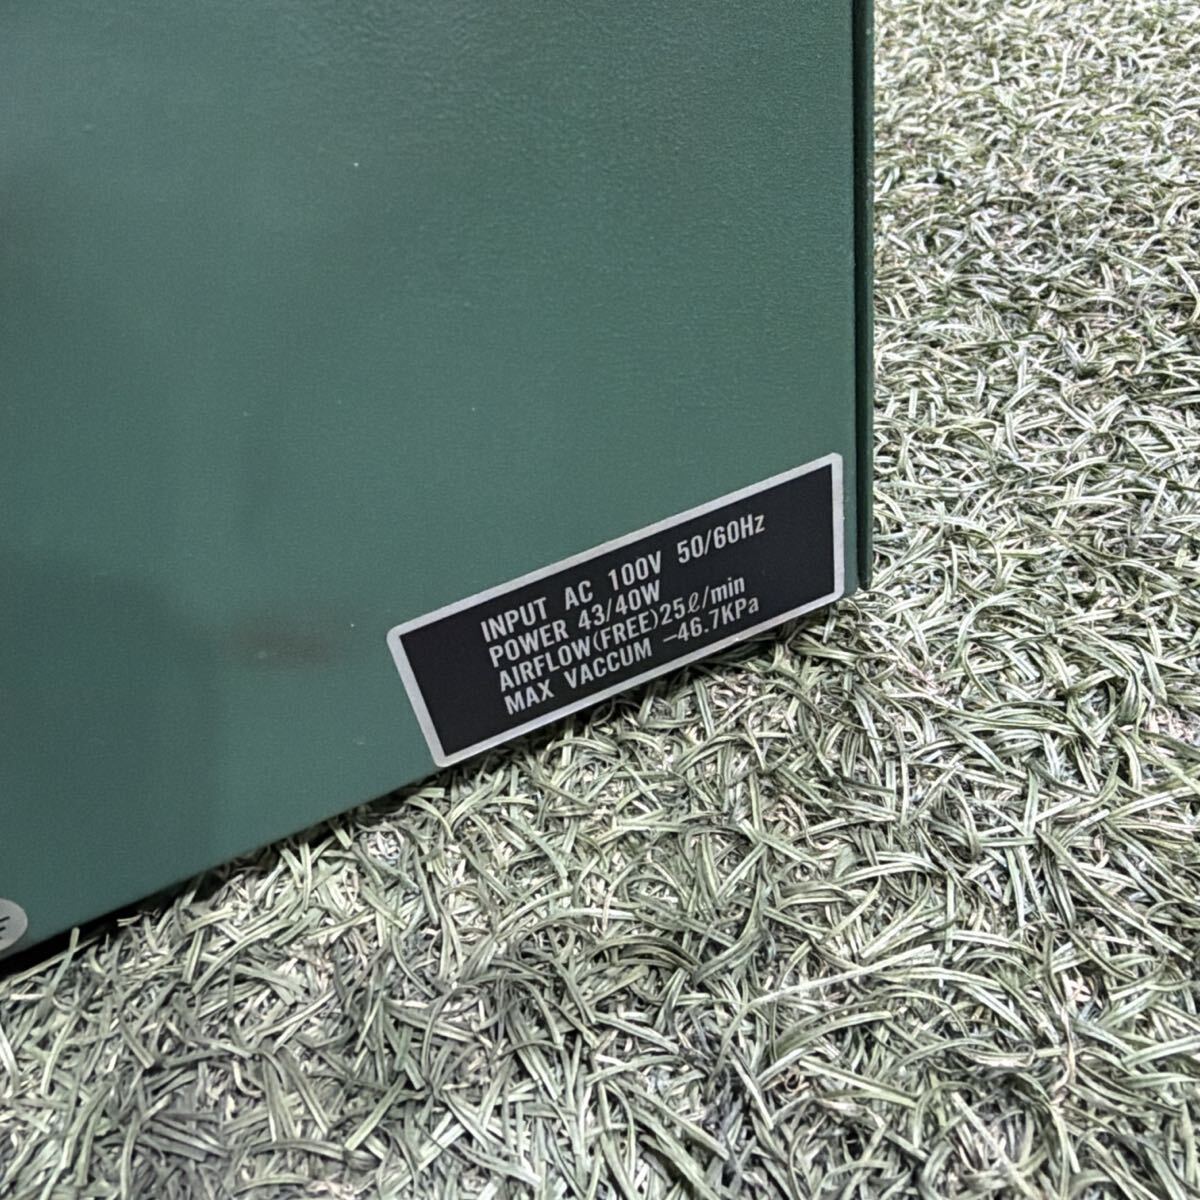 INPUT AC 100V 50/60Hz
POWER 43/40W
AIRFLOW(FREE)25ℓ/min
MAX VACCUM -46.7KPa